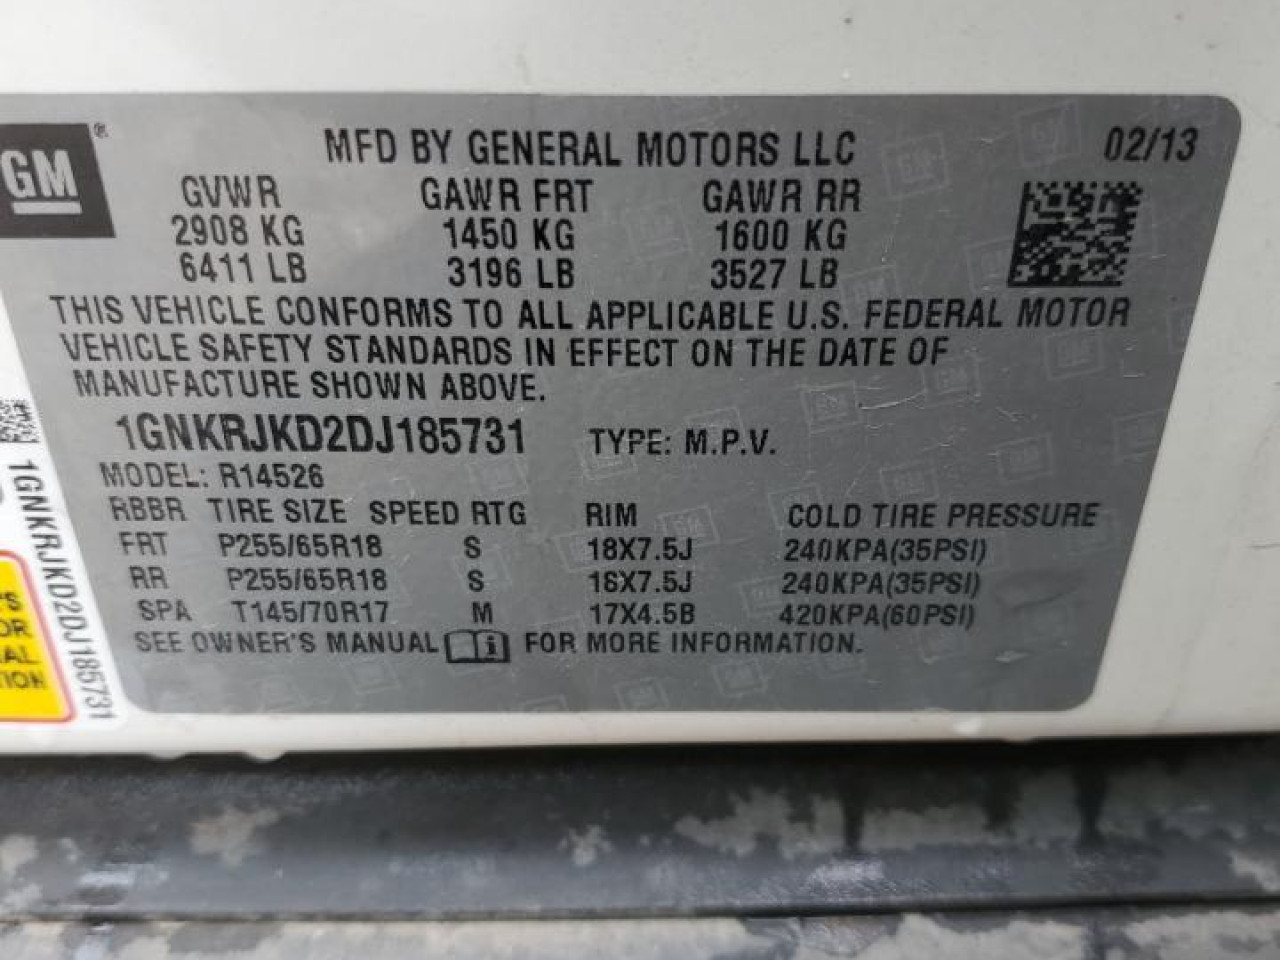 GM ®
MFD BY GENERAL MOTORS LLC 02/13
GVWR GAWR FRT GAWR RR
2908 KG 1450 KG 1600 KG
6411 LB 3196 LB 3527 LB
THIS VEHICLE CONFORMS TO ALL APPLICABLE U.S. FEDERAL MOTOR
VEHICLE SAFETY STANDARDS IN EFFECT ON THE DATE OF
MANUFACTURE SHOWN ABOVE.
1GNKRJKD2DJ185731 TYPE: M.P.V.
MODEL: R14526
RBBR TIRE SIZE SPEED RTG RIM COLD TIRE PRESSURE
FRT P255/65R18 S 18X7.5J 240KPA(35PSI)
RR P255/65R18 S 18X7.5J 240KPA(35PSI)
SPA T145/70R17 M 17X4.5B 420KPA(60PSI)
SEE OWNER'S MANUAL FOR MORE INFORMATION.
1GNKRJKD2DJ185731